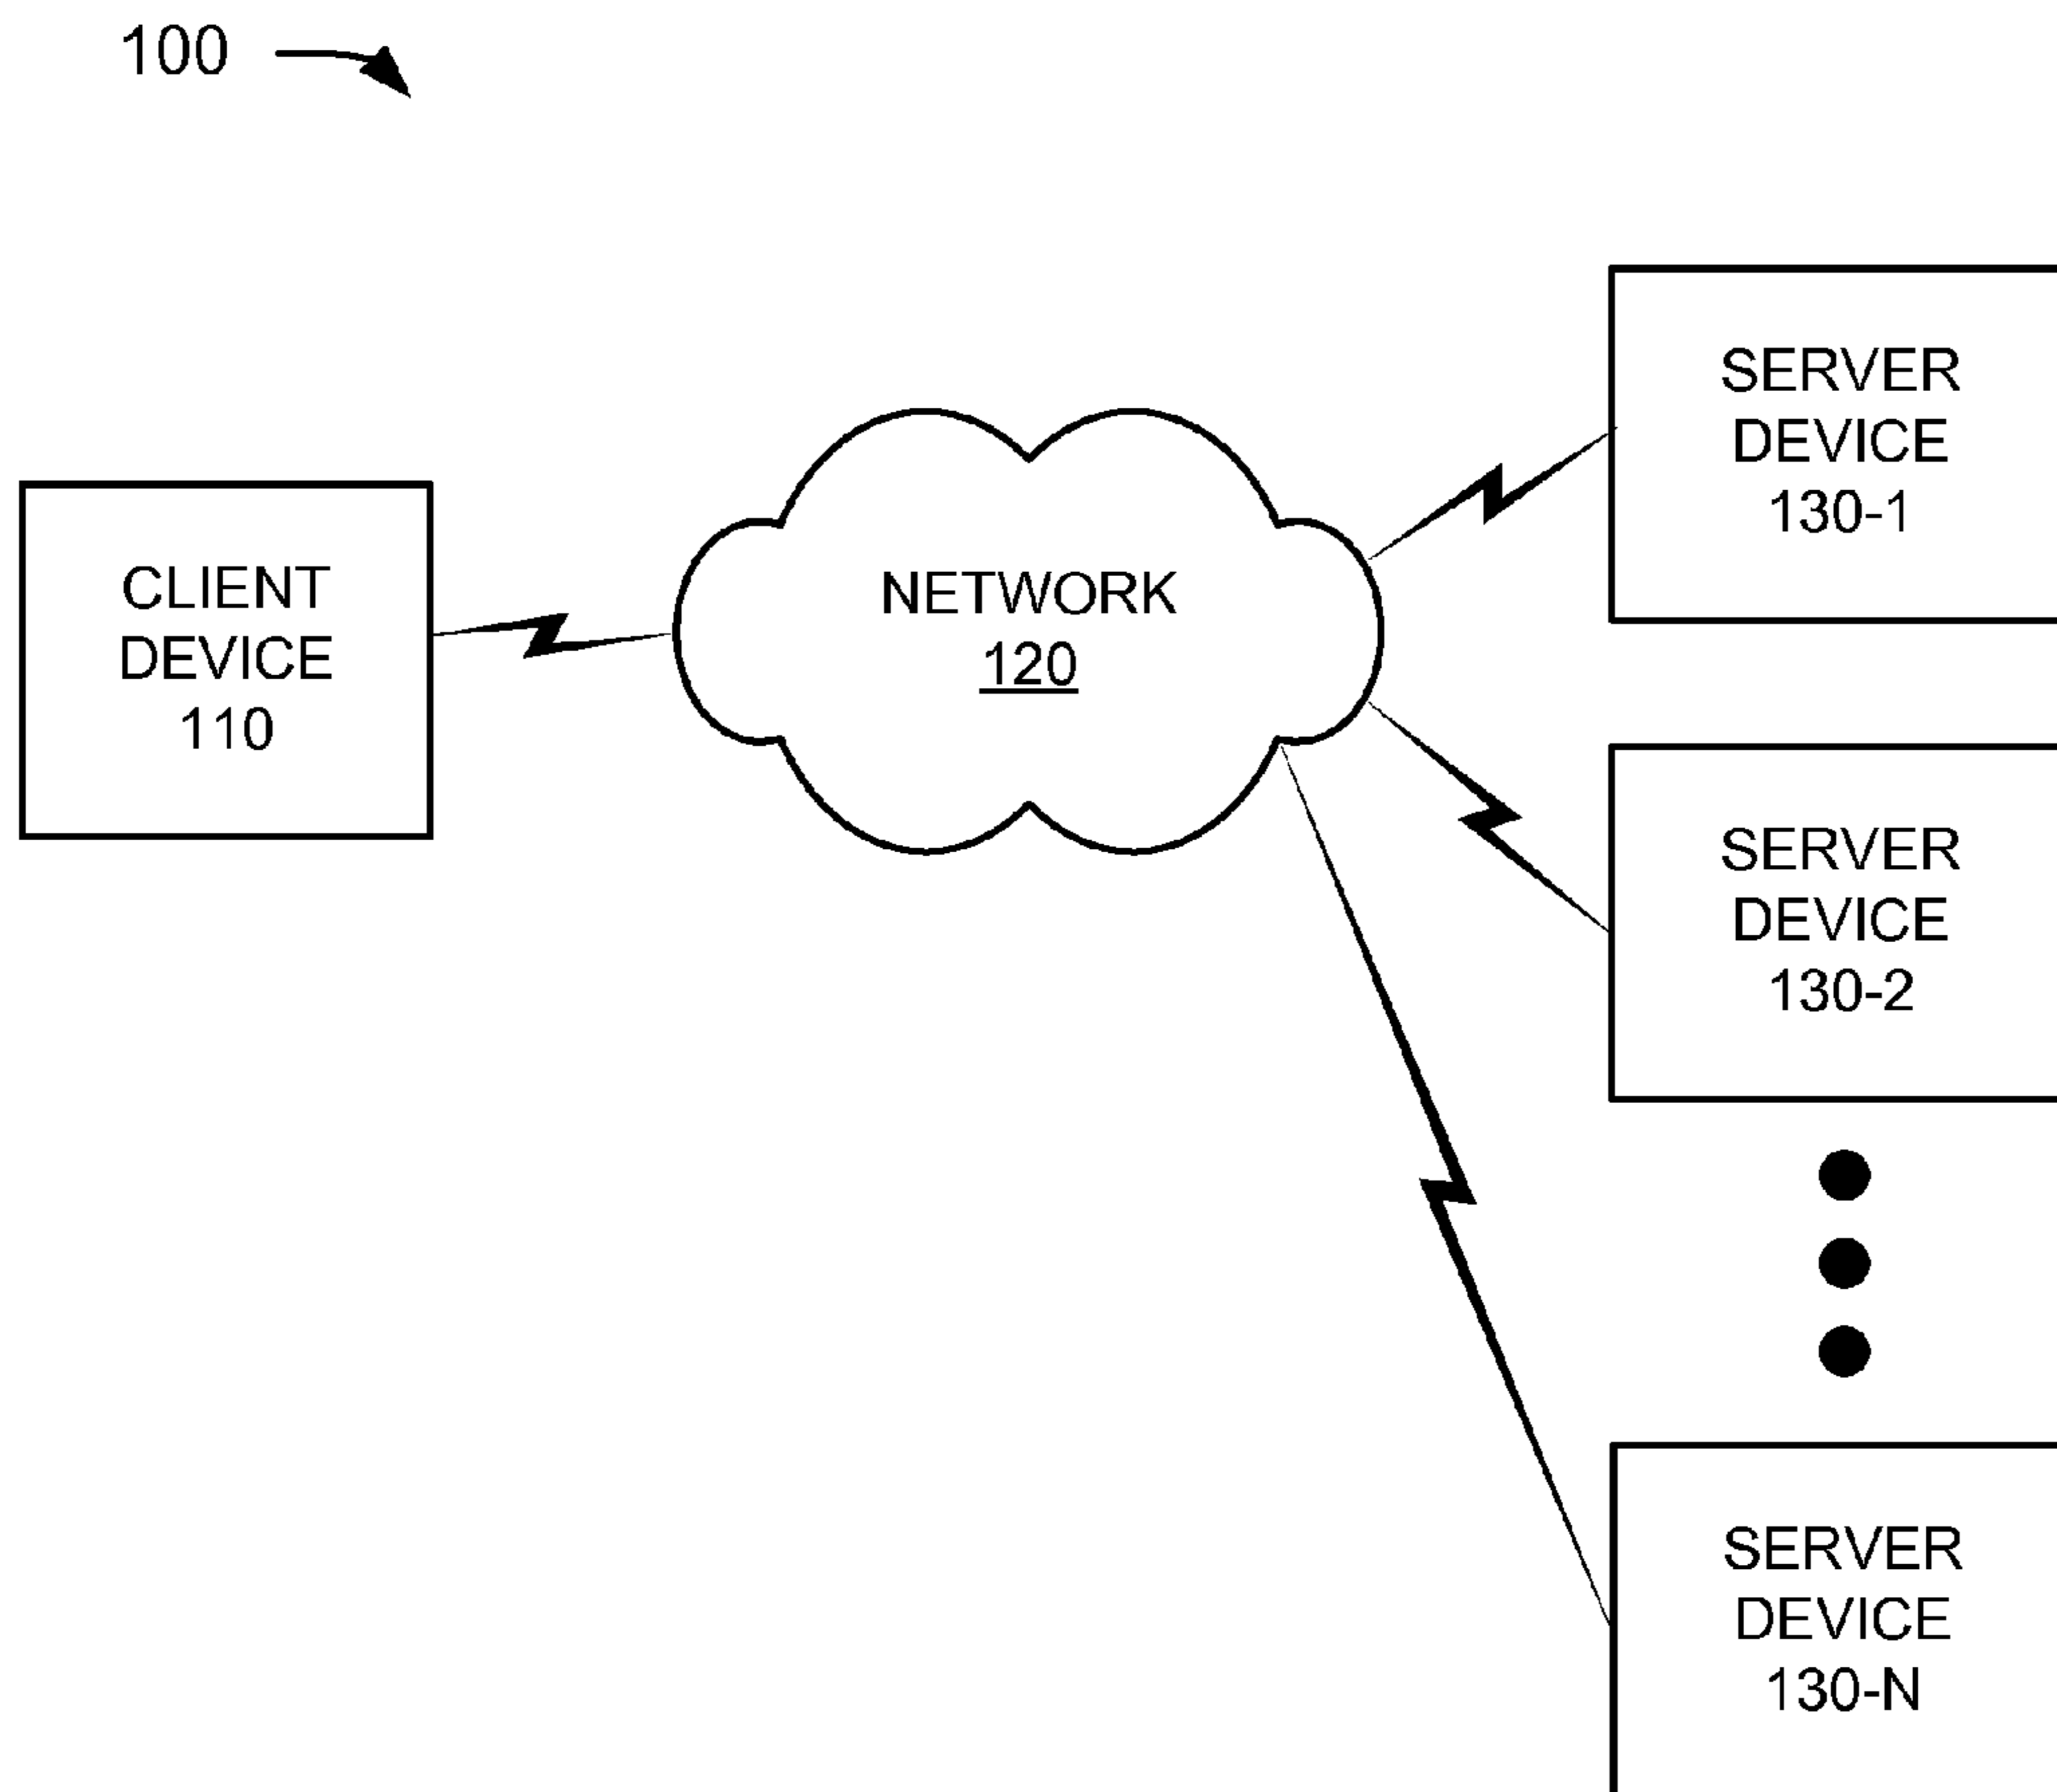 100
CLIENT
DEVICE
110
NETWORK
120
SERVER
DEVICE
130-1
SERVER
DEVICE
130-2
SERVER
DEVICE
130-N